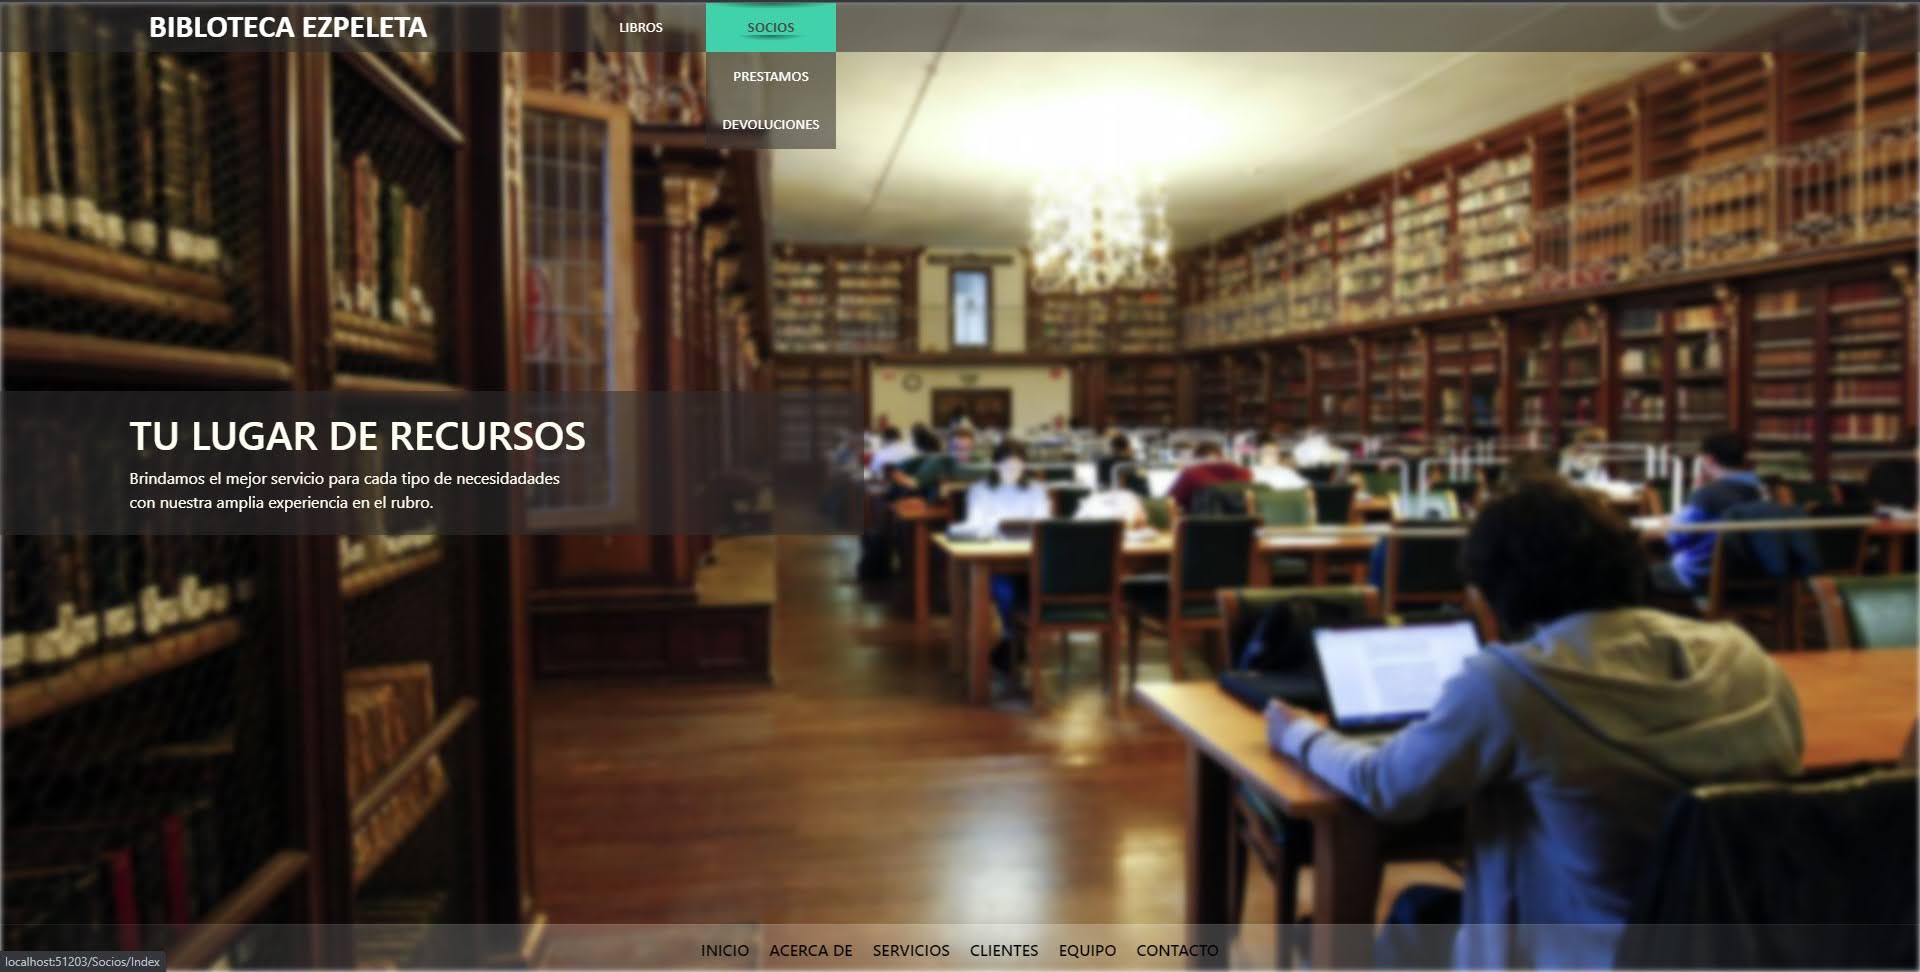 BIBLOTECA EZPELETA
LIBROS
SOCIOS
PRESTAMOS
DEVOLUCIONES
TU LUGAR DE RECURSOS
Brindamos el mejor servicio para cada tipo de necesidadades
con nuestra amplia experiencia en el rubro.
INICIO ACERCA DE SERVICIOS CLIENTES EQUIPO CONTACTO
localhost:51203/Socios/Index